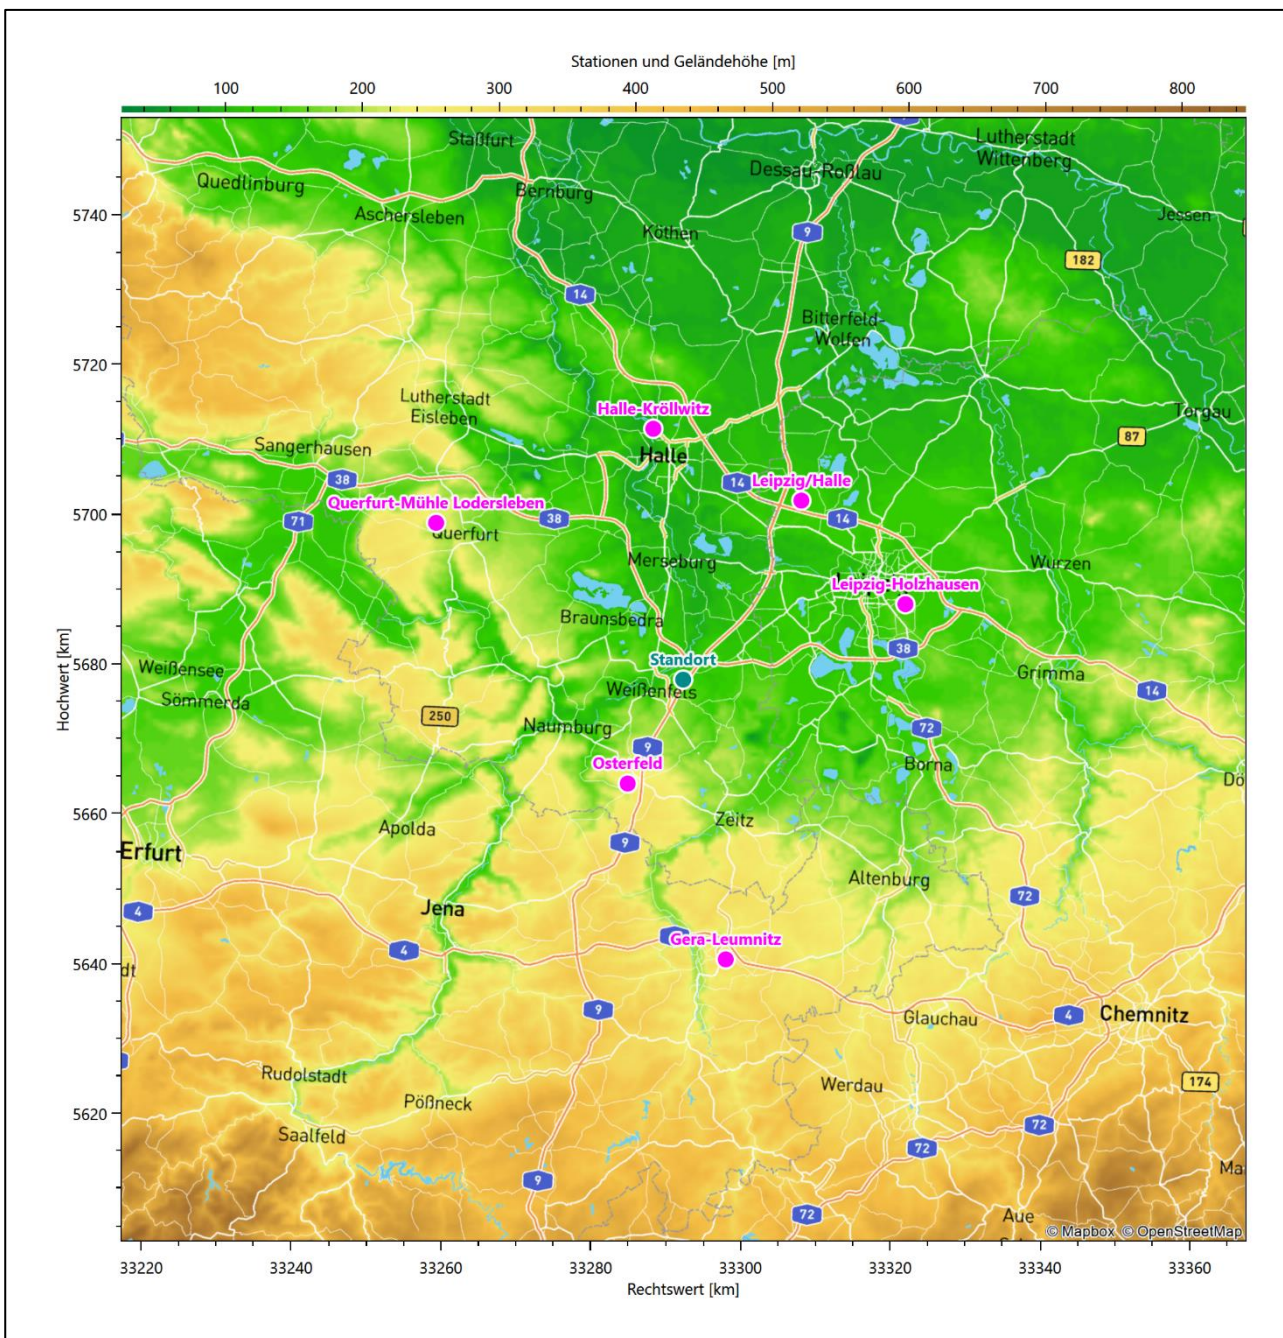 Stationen und Geländehöhe [m]
100 200 300 400 500 600 700 800
Staßfurt
Lutherstadt
Wittenberg
Dessau-Roßlau
Quedlinburg
Bernburg
Aschersleben
Jessen
5740
Köthen
9
182
14
Bitterfeld-
Wolfen
5720
Lutherstadt
Eisleben
Halle-Kröllwitz
Torgau
87
Sangerhausen
Halle
38
14
Leipzig/Halle
Querfurt-Mühle Lodersleben
5700
71
38
14
Querfurt
Merseburg
Wurzen
Leipzig-Holzhausen
Braunsbedra
38
5680
Weißensee
Standort
Grimma
14
Weißenfels
Sömmerda
250
Naumburg
72
9
Osterfeld
Borna
Dö
5660
Zeitz
Apolda
9
Erfurt
Altenburg
72
Jena
4
Gera-Leumnitz
4
5640
dt
9
Glauchau
4
Chemnitz
Rudolstadt
Werdau
174
Pößneck
5620
Saalfeld
72
72
Ma
9
72
Aue
© Mapbox © OpenStreetMap
33220 33240 33260 33280 33300 33320 33340 33360
Rechtswert [km]
Hochwert [km]